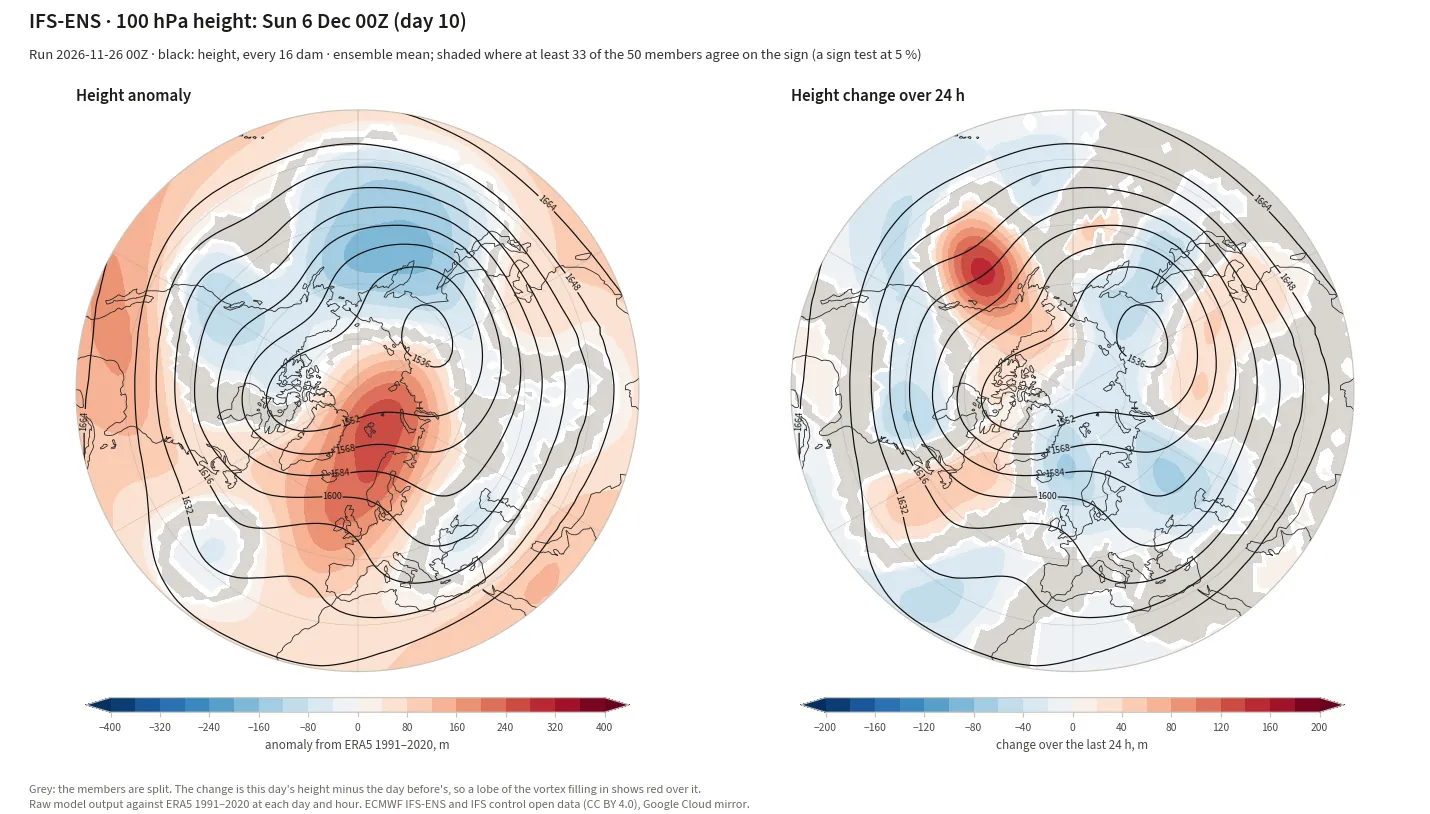 IFS-ENS · 100 hPa height: Sun 6 Dec 00Z (day 10)
Run 2026-11-26 00Z · black: height, every 16 dam · ensemble mean; shaded where at least 33 of the 50 members agree on the sign (a sign test at 5 %)
Height anomaly
Height change over 24 h
1664
1648
1536
1664
1568
1584
1600
1616
1632
1664
1648
1536
1664
1568
1584
1600
1616
1632
−400 −320 −240 −160 −80 0 80 160 240 320 400
anomaly from ERA5 1991–2020, m
−200 −160 −120 −80 −40 0 40 80 120 160 200
change over the last 24 h, m
Grey: the members are split. The change is this day's height minus the day before's, so a lobe of the vortex filling in shows red over it.
Raw model output against ERA5 1991–2020 at each day and hour. ECMWF IFS-ENS and IFS control open data (CC BY 4.0), Google Cloud mirror.